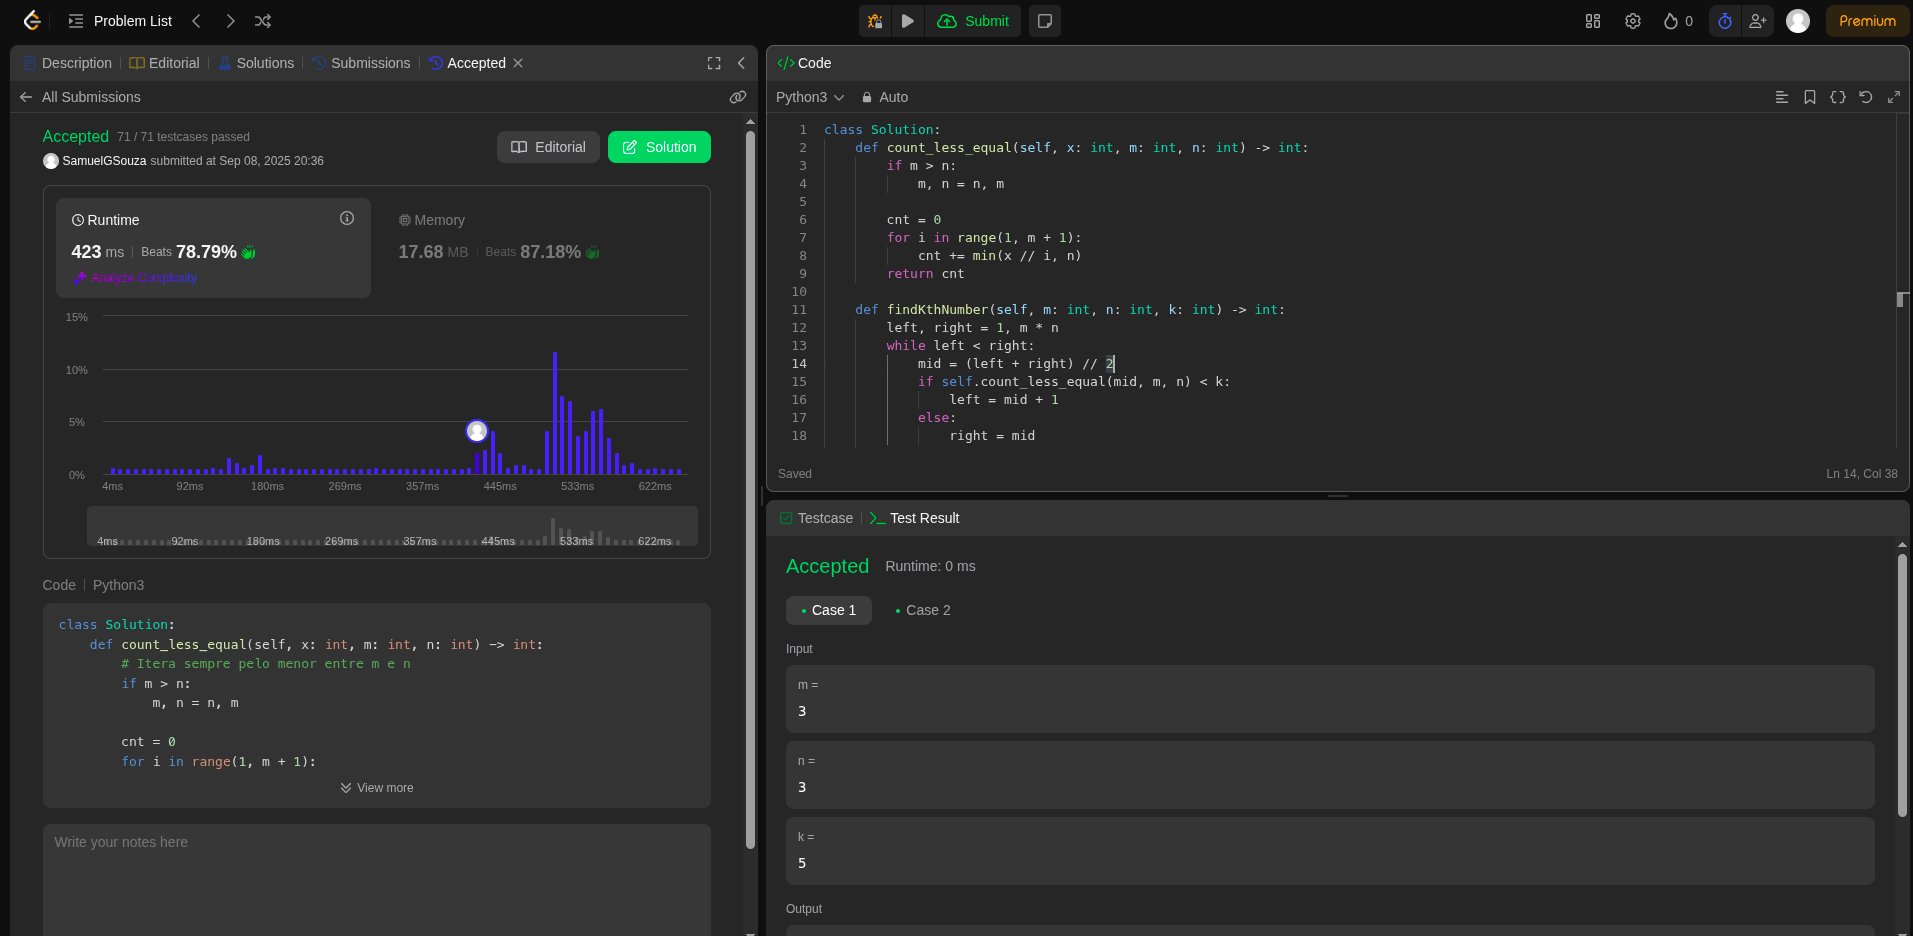 Problem List
Submit
0
Premium
Description | Editorial | Solutions | Submissions | Accepted
All Submissions
Accepted 71 / 71 testcases passed
SamuelGSouza submitted at Sep 08, 2025 20:36
Editorial
Solution
Runtime
423 ms | Beats 78.79%
Analyze Complexity
Memory
17.68 MB | Beats 87.18%
15%
10%
5%
0%
4ms 92ms 180ms 269ms 357ms 445ms 533ms 622ms
4ms 92ms 180ms 269ms 357ms 445ms 533ms 622ms
Code | Python3
class Solution:
    def count_less_equal(self, x: int, m: int, n: int) -> int:
        # Itera sempre pelo menor entre m e n
        if m > n:
            m, n = n, m
        cnt = 0
        for i in range(1, m + 1):
View more
Write your notes here
</> Code
Python3
Auto
1 class Solution:
2     def count_less_equal(self, x: int, m: int, n: int) -> int:
3         if m > n:
4             m, n = n, m
5
6         cnt = 0
7         for i in range(1, m + 1):
8             cnt += min(x // i, n)
9         return cnt
10
11     def findKthNumber(self, m: int, n: int, k: int) -> int:
12         left, right = 1, m * n
13         while left < right:
14             mid = (left + right) // 2
15             if self.count_less_equal(mid, m, n) < k:
16                 left = mid + 1
17             else:
18                 right = mid
Saved
Ln 14, Col 38
Testcase | >_ Test Result
Accepted Runtime: 0 ms
Case 1
Case 2
Input
m =
3
n =
3
k =
5
Output